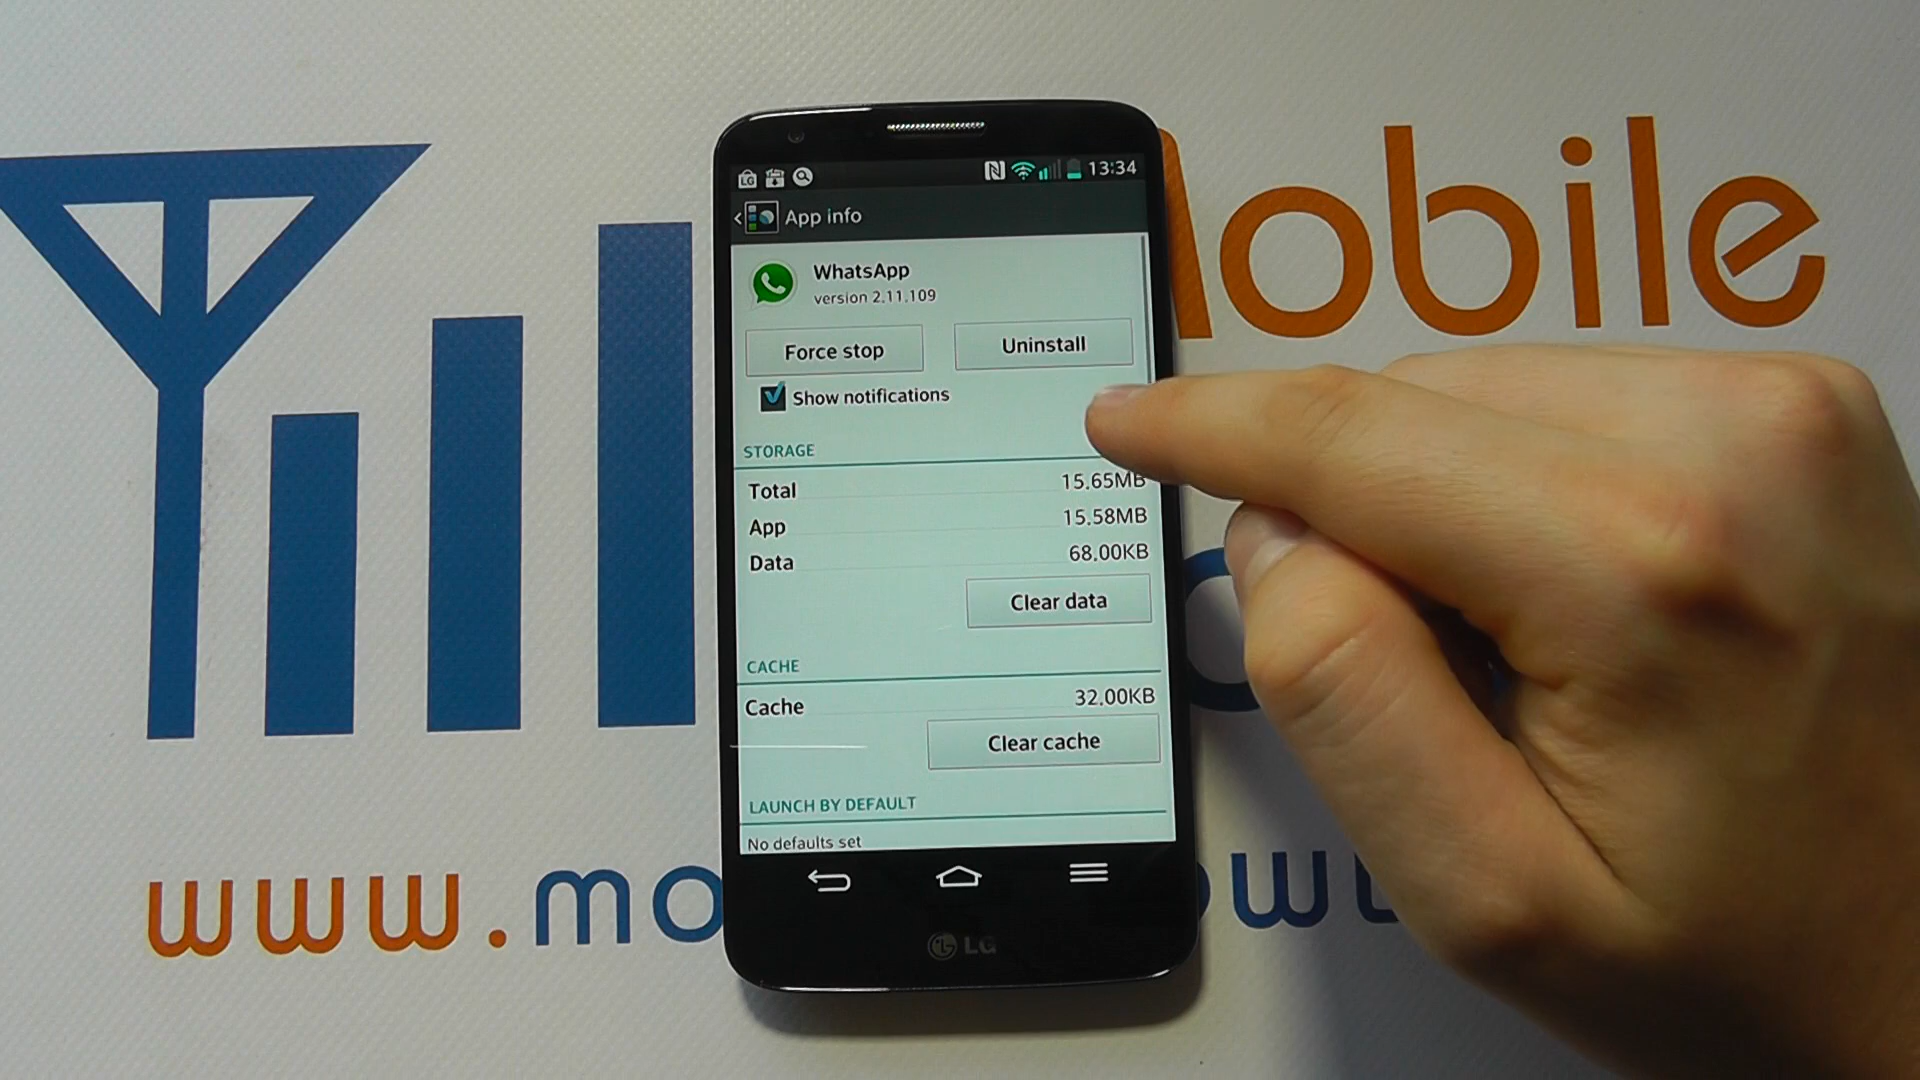 LG
13:34
App info
WhatsApp
version 2.11.109
Force stop
Uninstall
Show notifications
STORAGE
Total 15.65MB
App 15.58MB
Data 68.00KB
Clear data
CACHE
Cache 32.00KB
Clear cache
LAUNCH BY DEFAULT
No defaults set
LG
Mobile
www.mo